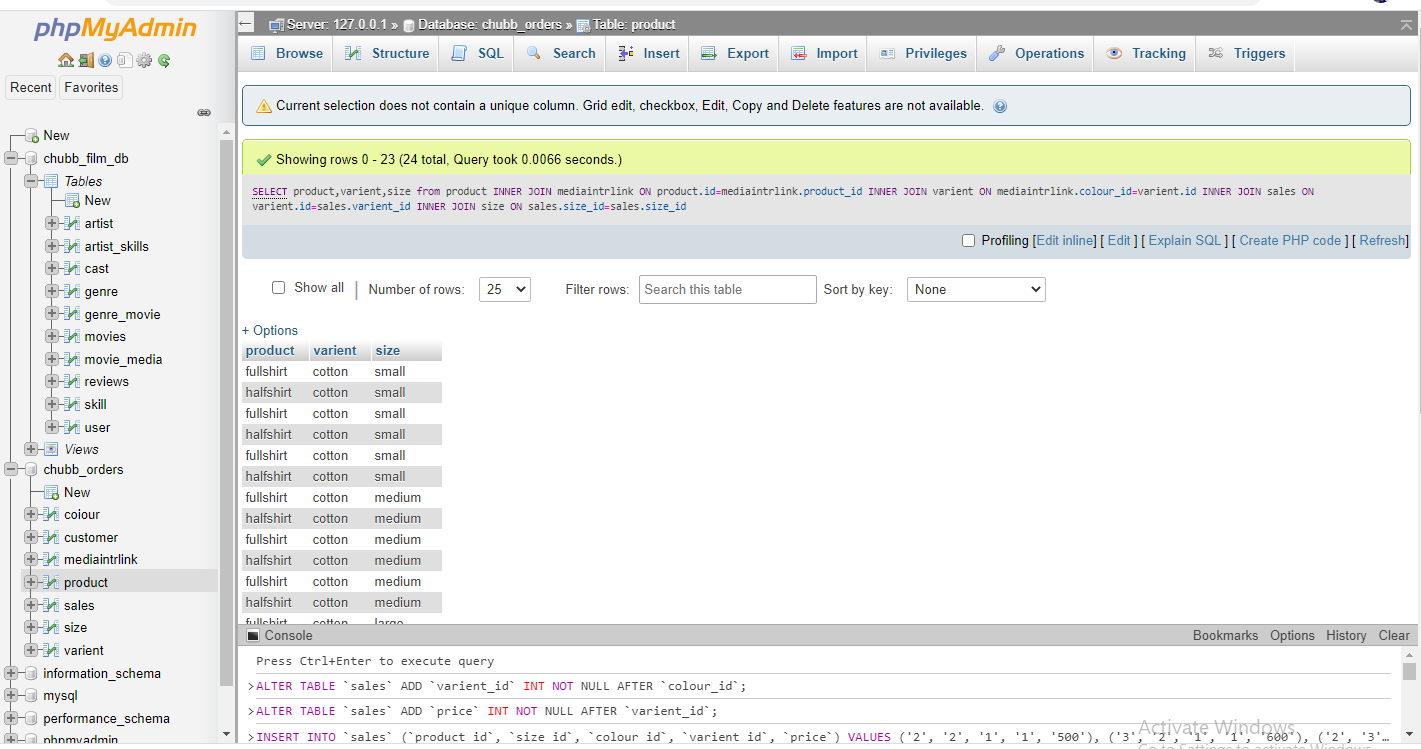 phpMyAdmin
Recent
Favorites
New
chubb_film_db
Tables
New
artist
artist_skills
cast
genre
genre_movie
movies
movie_media
reviews
skill
user
Views
chubb_orders
New
coiour
customer
mediaintrlink
product
sales
size
varient
information_schema
mysql
performance_schema
phpmyadmin
Server: 127.0.0.1 » Database: chubb_orders » Table: product
Browse Structure SQL Search Insert Export Import Privileges Operations Tracking Triggers
Current selection does not contain a unique column. Grid edit, checkbox, Edit, Copy and Delete features are not available.
Showing rows 0 - 23 (24 total, Query took 0.0066 seconds.)
SELECT product,varient,size from product INNER JOIN mediaintrlink ON product.id=mediaintrlink.product_id INNER JOIN varient ON mediaintrlink.colour_id=varient.id INNER JOIN sales ON
varient.id=sales.varient_id INNER JOIN size ON sales.size_id=sales.size_id
Profiling [Edit inline] [ Edit ] [ Explain SQL ] [ Create PHP code ] [ Refresh]
Show all | Number of rows: 25 Filter rows: Search this table Sort by key: None
+ Options
product varient size
fullshirt cotton small
halfshirt cotton small
fullshirt cotton small
halfshirt cotton small
fullshirt cotton small
halfshirt cotton small
fullshirt cotton medium
halfshirt cotton medium
fullshirt cotton medium
halfshirt cotton medium
fullshirt cotton medium
halfshirt cotton medium
fullshirt cotton large
Console Bookmarks Options History Clear
Press Ctrl+Enter to execute query
>ALTER TABLE `sales` ADD `varient_id` INT NOT NULL AFTER `colour_id`;
>ALTER TABLE `sales` ADD `price` INT NOT NULL AFTER `varient_id`;
>INSERT INTO `sales` (`product_id`, `size_id`, `colour_id`, `varient_id`, `price`) VALUES ('2', '2', '1', '1', '500'), ('3', '2', '1', '1', '600'), ('2', '3'...
Activate Windows
Go to Settings to activate Windows.